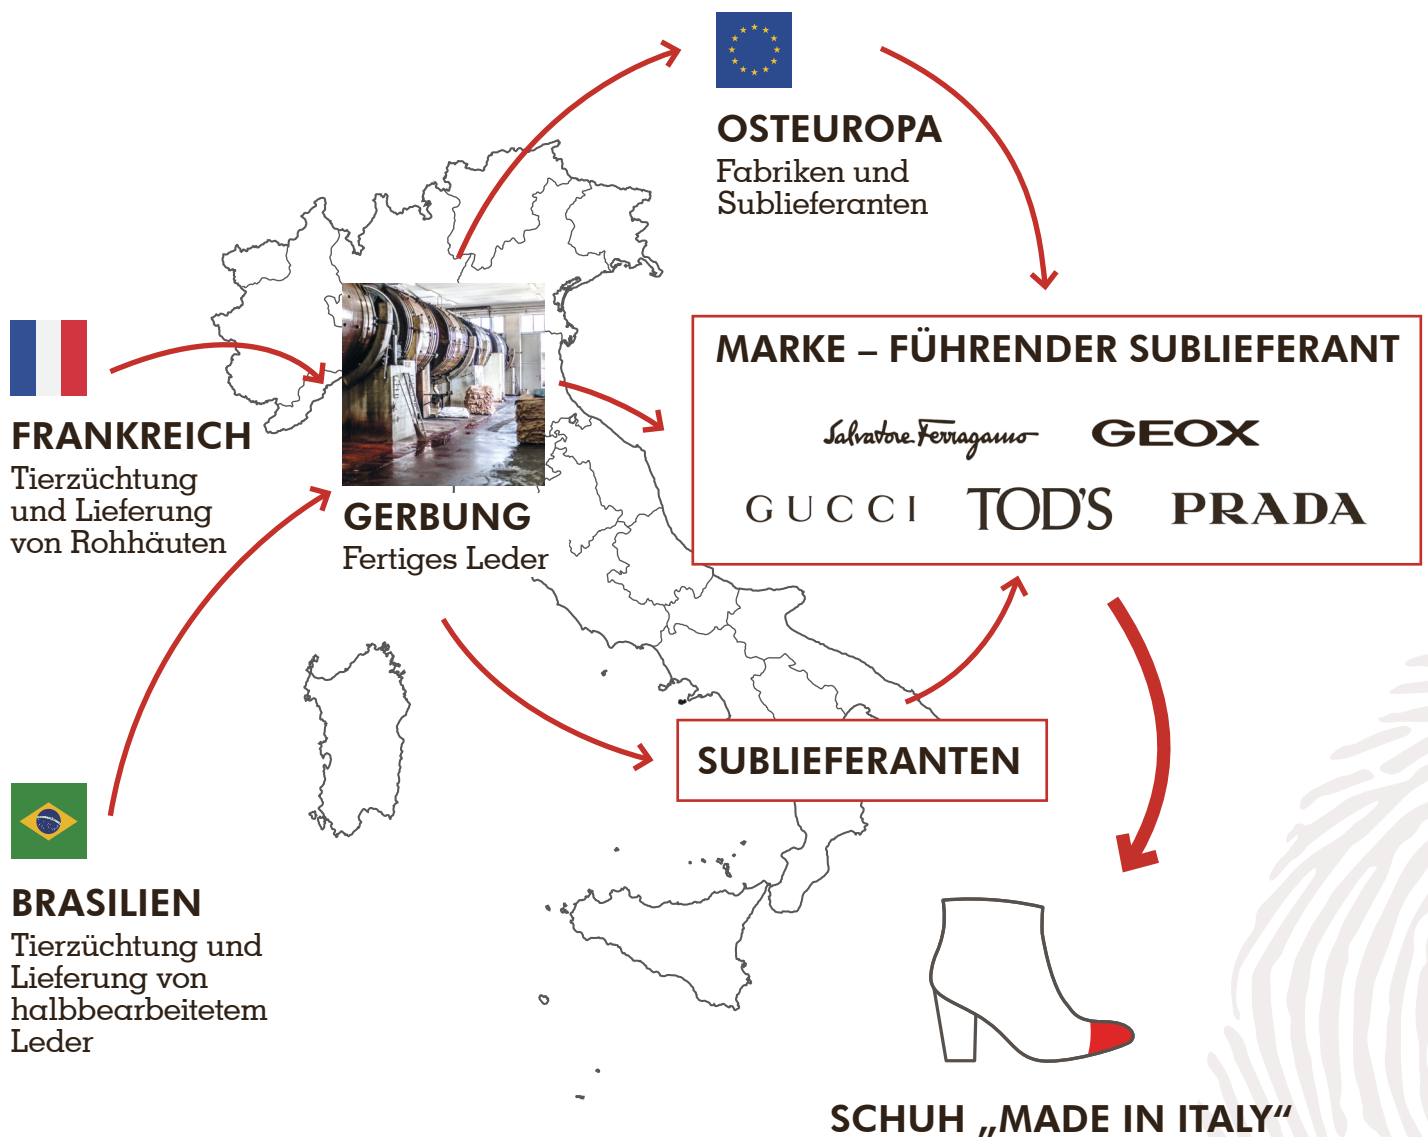 OSTEUROPA
Fabriken und
Sublieferanten
MARKE – FÜHRENDER SUBLIEFERANT
Salvatore Ferragamo
GEOX
GUCCI
TOD'S
PRADA
FRANKREICH
Tierzüchtung
und Lieferung
von Rohhäuten
GERBUNG
Fertiges Leder
SUBLIEFERANTEN
BRASILIEN
Tierzüchtung und
Lieferung von
halbbearbeitetem
Leder
SCHUH „MADE IN ITALY“